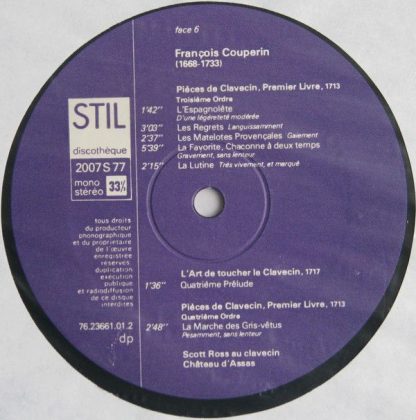 face 6
François Couperin
(1668-1733)
Pièces de Clavecin, Premier Livre, 1713
Troisième Ordre
1'42'' L'Espagnolète
D'une légéreté modérée
3'03'' Les Regrets Languissamment
2'37'' Les Matelotes Provençales Gaiement
5'39'' La Favorite, Chaconne à deux temps
Gravement, sans lenteur
2'15'' La Lutine Très vivement, et marqué
STIL
discothèque
2007 S 77
mono
stéréo
33⅓
tous droits
du producteur
phonographique
et du propriétaire
de l'œuvre
enregistrée
réservés.
duplication
exécution
publique
et radiodiffusion
de ce disque
interdites
76.23661.01.2
dp
L'Art de toucher le Clavecin, 1717
1'36'' Quatrième Prélude
Pièces de Clavecin, Premier Livre, 1713
Quatrième Ordre
2'48'' La Marche des Gris-vêtus
Pesamment, sans lenteur
Scott Ross au clavecin
Château d'Assas